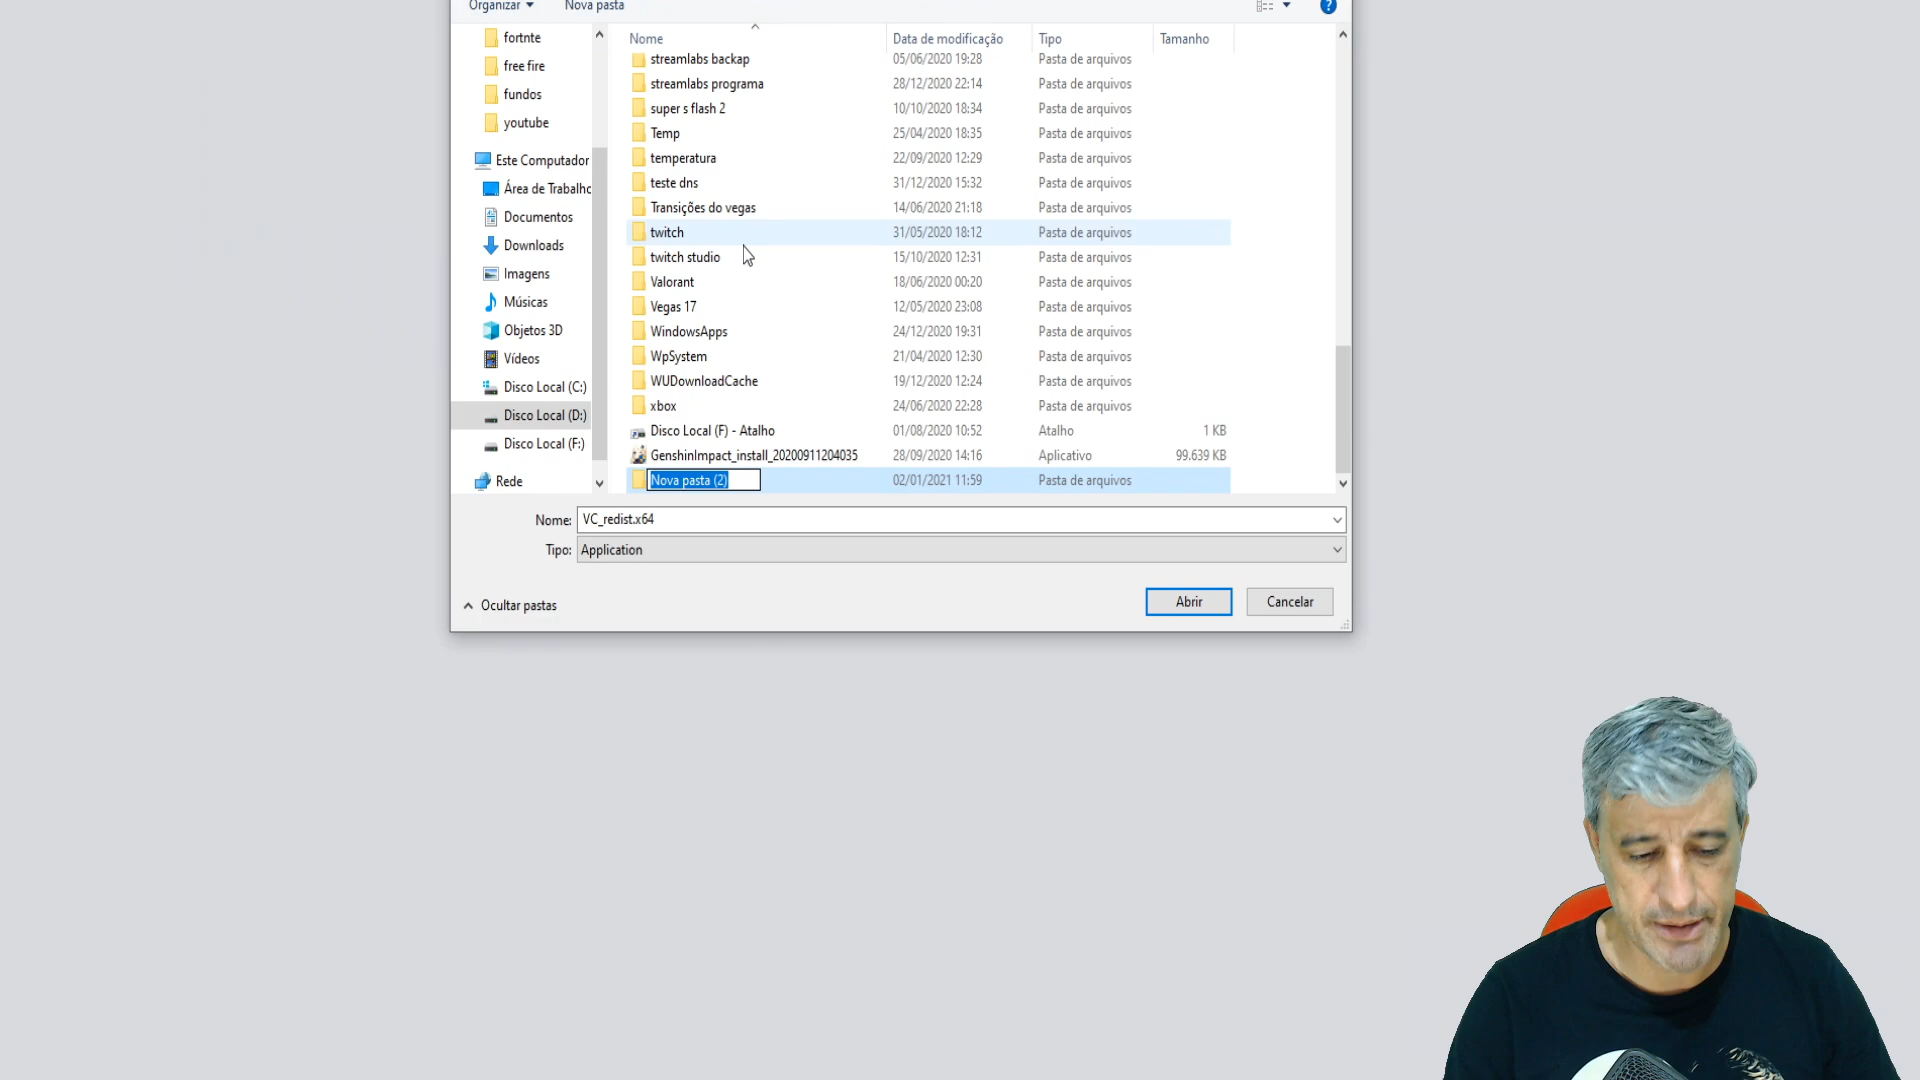 Organizar
Nova pasta
fortnte
free fire
fundos
youtube
Este Computador
Área de Trabalho
Documentos
Downloads
Imagens
Músicas
Objetos 3D
Vídeos
Disco Local (C:)
Disco Local (D:)
Disco Local (F:)
Rede
Nome Data de modificação Tipo Tamanho
streamlabs backap 05/06/2020 19:28 Pasta de arquivos
streamlabs programa 28/12/2020 22:14 Pasta de arquivos
super s flash 2 10/10/2020 18:34 Pasta de arquivos
Temp 25/04/2020 18:35 Pasta de arquivos
temperatura 22/09/2020 12:29 Pasta de arquivos
teste dns 31/12/2020 15:32 Pasta de arquivos
Transições do vegas 14/06/2020 21:18 Pasta de arquivos
twitch 31/05/2020 18:12 Pasta de arquivos
twitch studio 15/10/2020 12:31 Pasta de arquivos
Valorant 18/06/2020 00:20 Pasta de arquivos
Vegas 17 12/05/2020 23:08 Pasta de arquivos
WindowsApps 24/12/2020 19:31 Pasta de arquivos
WpSystem 21/04/2020 12:30 Pasta de arquivos
WUDownloadCache 19/12/2020 12:24 Pasta de arquivos
xbox 24/06/2020 22:28 Pasta de arquivos
Disco Local (F) - Atalho 01/08/2020 10:52 Atalho 1 KB
GenshinImpact_install_20200911204035 28/09/2020 14:16 Aplicativo 99.639 KB
Nova pasta (2) 02/01/2021 11:59 Pasta de arquivos
Nome: VC_redist.x64
Tipo: Application
Ocultar pastas
Abrir
Cancelar